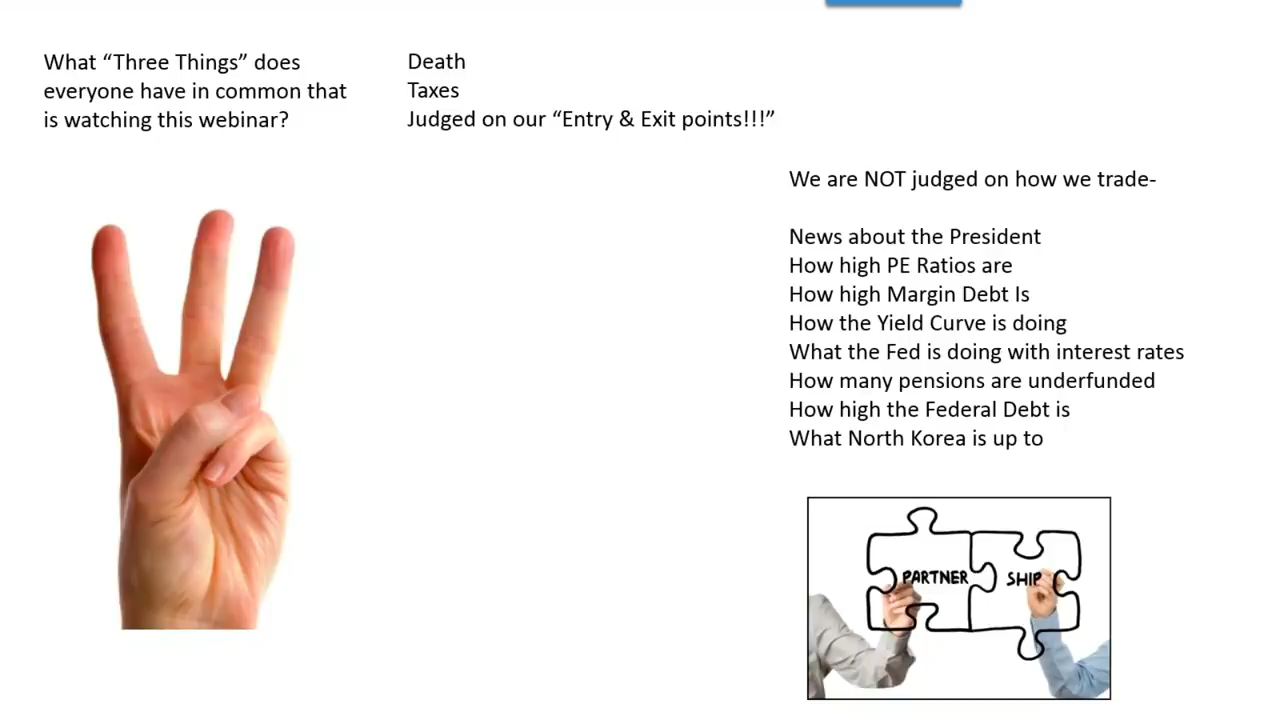 What “Three Things” does
everyone have in common that
is watching this webinar?
Death
Taxes
Judged on our “Entry & Exit points!!!”
We are NOT judged on how we trade-
News about the President
How high PE Ratios are
How high Margin Debt Is
How the Yield Curve is doing
What the Fed is doing with interest rates
How many pensions are underfunded
How high the Federal Debt is
What North Korea is up to
PARTNER SHIP